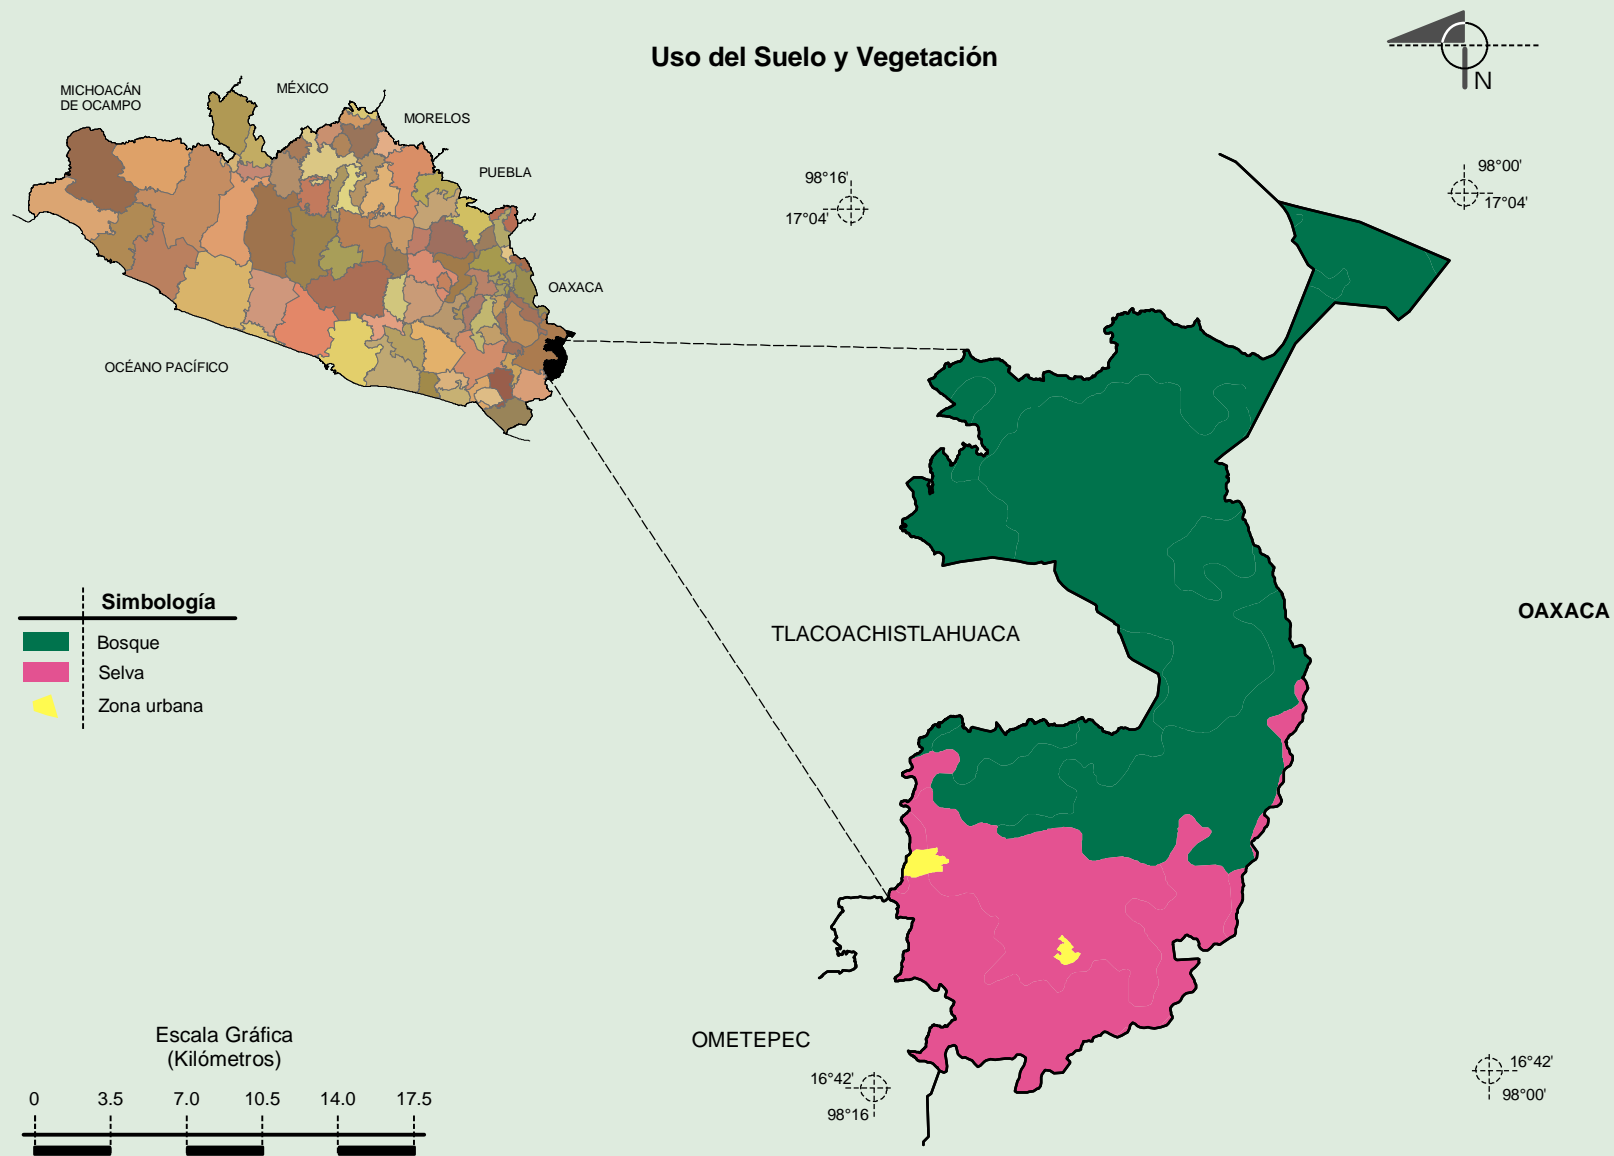 Uso del Suelo y Vegetación
N
MICHOACÁN
DE OCAMPO
MÉXICO
MORELOS
PUEBLA
OAXACA
OCÉANO PACÍFICO
98°16'
17°04'
98°00'
17°04'
TLACOACHISTLAHUACA
OAXACA
Simbología
Bosque
Selva
Zona urbana
OMETEPEC
16°42'
98°16
16°42'
98°00'
Escala Gráfica
(Kilómetros)
0 3.5 7.0 10.5 14.0 17.5